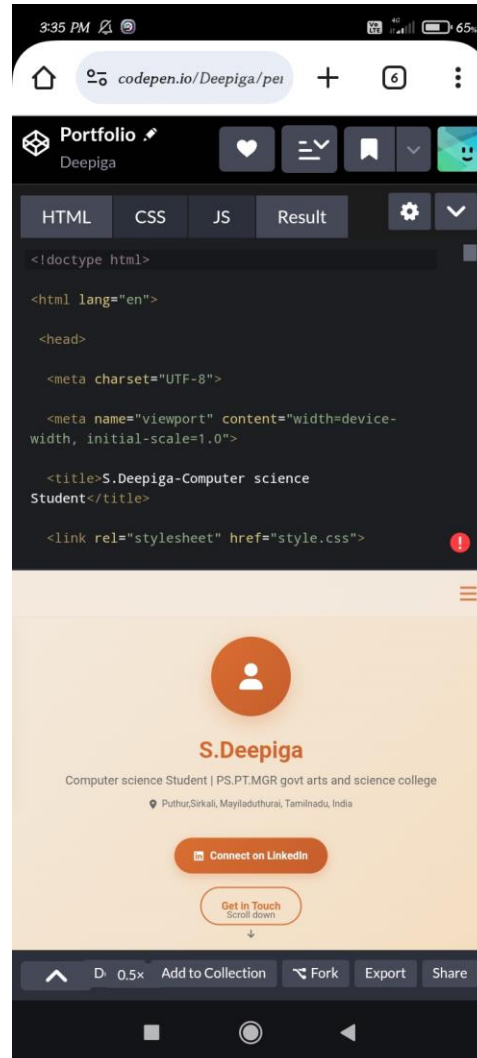 3:35 PM
Vo LTE 4G 65%
codepen.io/Deepiga/pe
6
Portfolio
Deepiga
HTML CSS JS Result
<!doctype html>
<html lang="en">
<head>
<meta charset="UTF-8">
<meta name="viewport" content="width=device-
width, initial-scale=1.0">
<title>S.Deepiga-Computer science
Student</title>
<link rel="stylesheet" href="style.css">
S.Deepiga
Computer science Student | PS.PT.MGR govt arts and science college
Puthur,Sirkali, Mayiladuthurai, Tamilnadu, India
in Connect on LinkedIn
Get in Touch
Scroll down
D 0.5× Add to Collection Fork Export Share